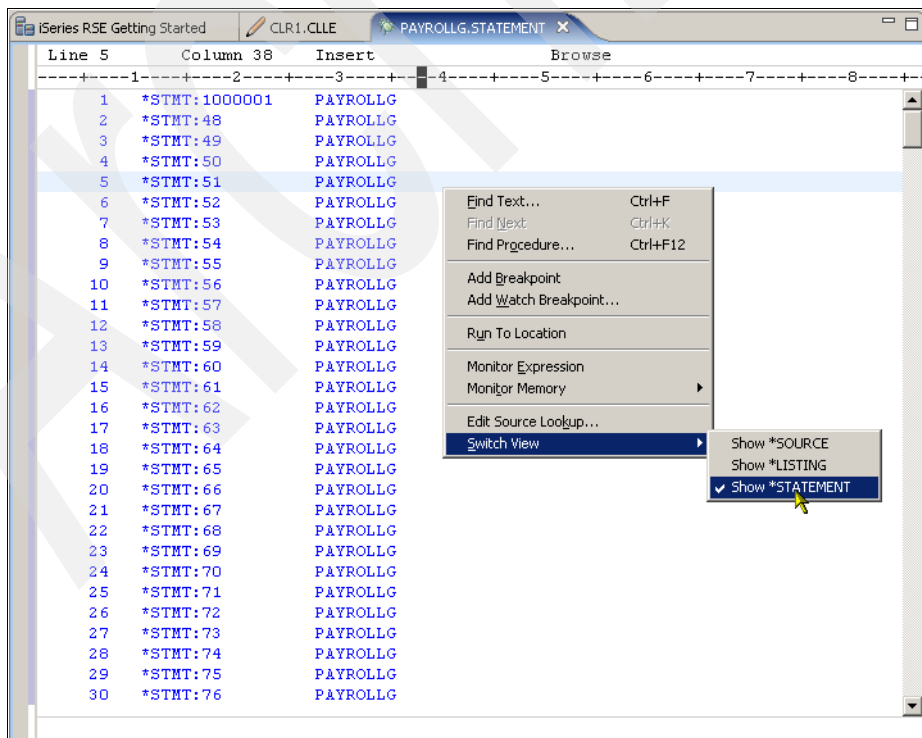 iSeries RSE Getting Started CLR1.CLLE PAYROLLG.STATEMENT
Line 5 Column 38 Insert Browse
----+----1----+----2----+----3----+----4----+----5----+----6----+----7----+----8----+-
1 *STMT:1000001 PAYROLLG
2 *STMT:48 PAYROLLG
3 *STMT:49 PAYROLLG
4 *STMT:50 PAYROLLG
5 *STMT:51 PAYROLLG
6 *STMT:52 PAYROLLG
7 *STMT:53 PAYROLLG
8 *STMT:54 PAYROLLG
9 *STMT:55 PAYROLLG
10 *STMT:56 PAYROLLG
11 *STMT:57 PAYROLLG
12 *STMT:58 PAYROLLG
13 *STMT:59 PAYROLLG
14 *STMT:60 PAYROLLG
15 *STMT:61 PAYROLLG
16 *STMT:62 PAYROLLG
17 *STMT:63 PAYROLLG
18 *STMT:64 PAYROLLG
19 *STMT:65 PAYROLLG
20 *STMT:66 PAYROLLG
21 *STMT:67 PAYROLLG
22 *STMT:68 PAYROLLG
23 *STMT:69 PAYROLLG
24 *STMT:70 PAYROLLG
25 *STMT:71 PAYROLLG
26 *STMT:72 PAYROLLG
27 *STMT:73 PAYROLLG
28 *STMT:74 PAYROLLG
29 *STMT:75 PAYROLLG
30 *STMT:76 PAYROLLG
Find Text... Ctrl+F
Find Next Ctrl+K
Find Procedure... Ctrl+F12
Add Breakpoint
Add Watch Breakpoint...
Run To Location
Monitor Expression
Monitor Memory
Edit Source Lookup...
Switch View
Show *SOURCE
Show *LISTING
Show *STATEMENT